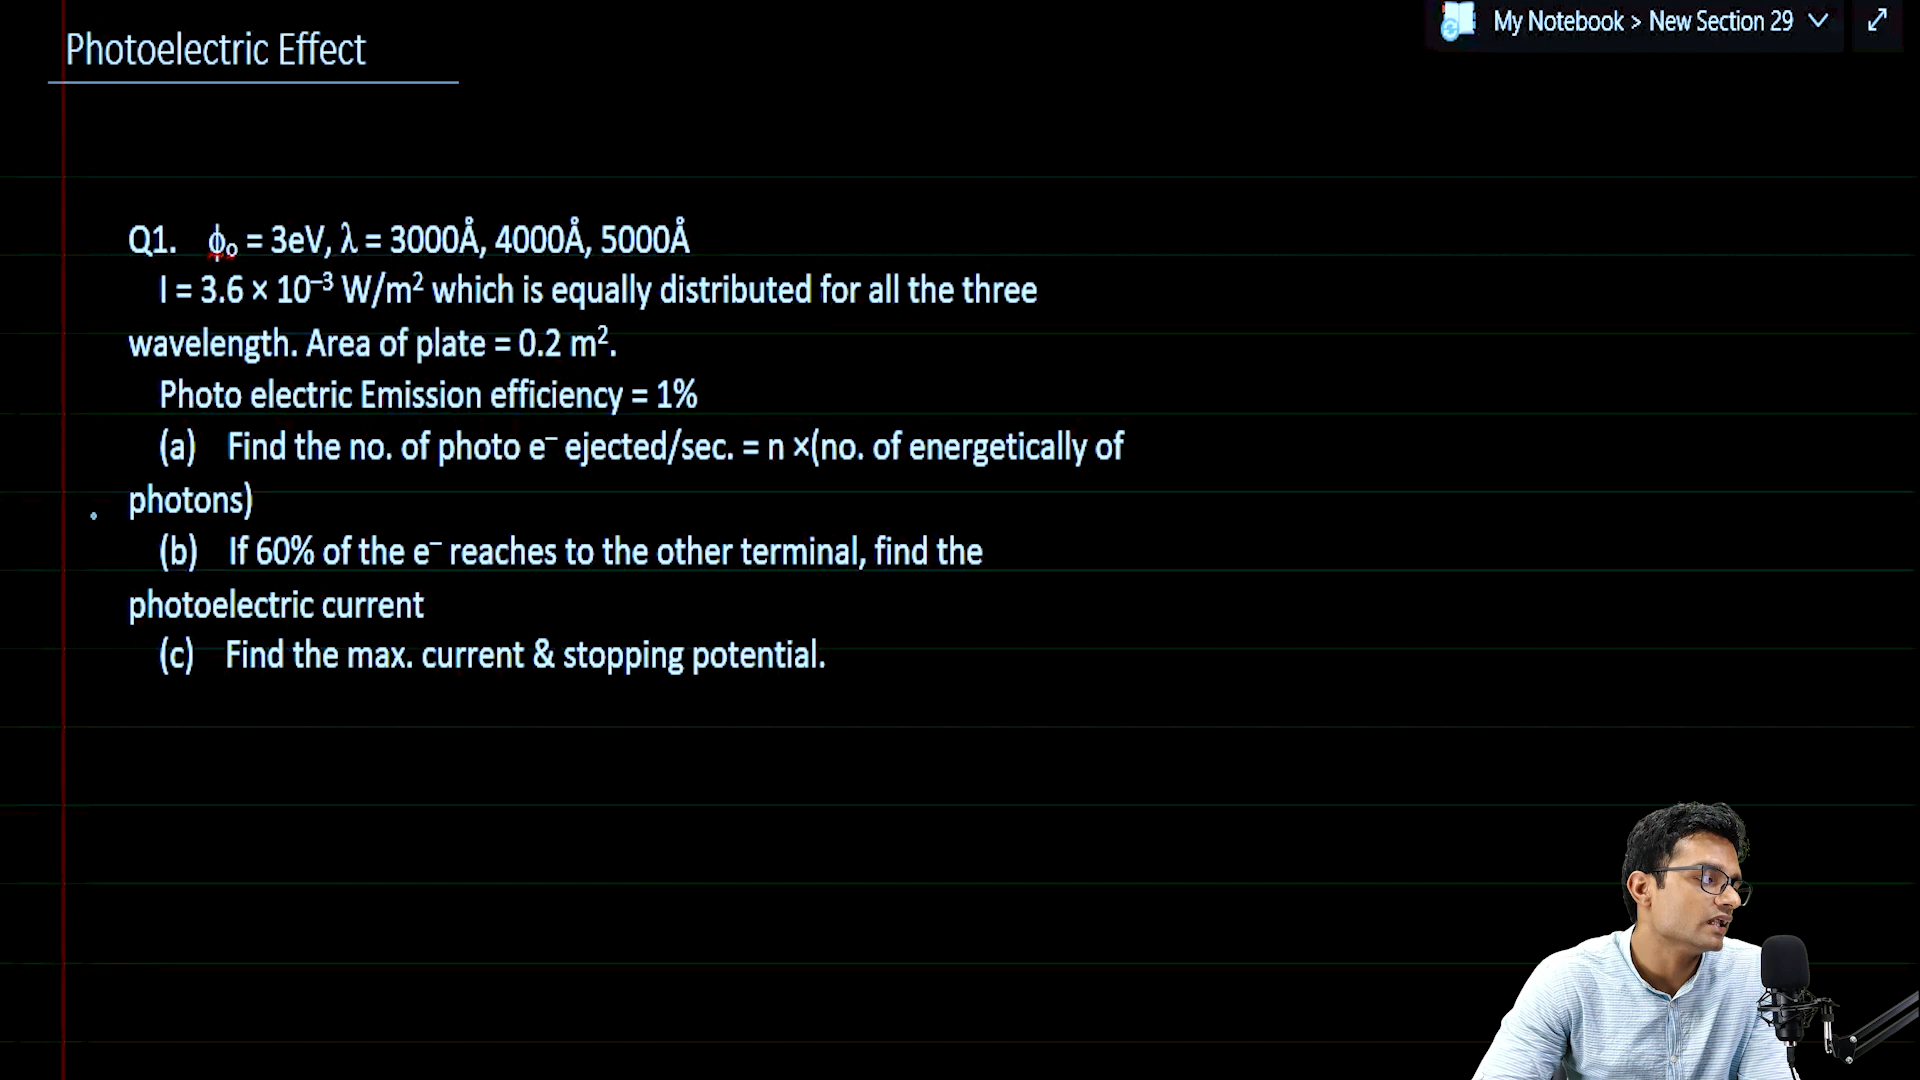 My Notebook > New Section 29
Photoelectric Effect
Q1. ϕ₀ = 3eV, λ = 3000Å, 4000Å, 5000Å
I = 3.6 × 10⁻³ W/m² which is equally distributed for all the three
wavelength. Area of plate = 0.2 m².
Photo electric Emission efficiency = 1%
(a) Find the no. of photo e⁻ ejected/sec. = n ×(no. of energetically of
photons)
(b) If 60% of the e⁻ reaches to the other terminal, find the
photoelectric current
(c) Find the max. current & stopping potential.